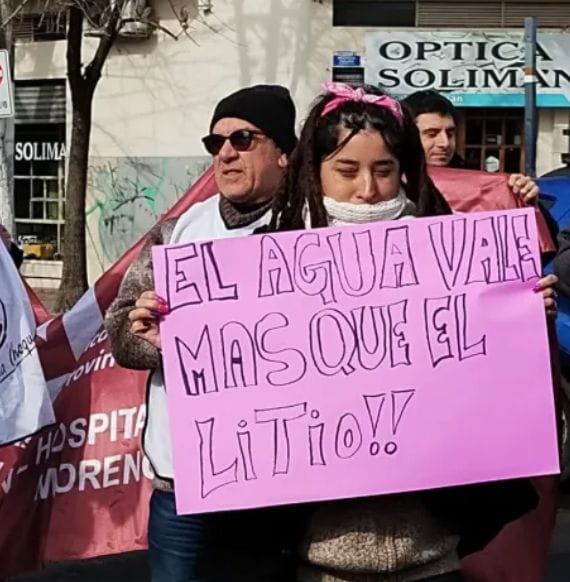 OPTICA
SOLIMAN
SOLIMA
EL AGUA VALE
MAS QUE EL
LiTio!!
HOSPITA
MORENO